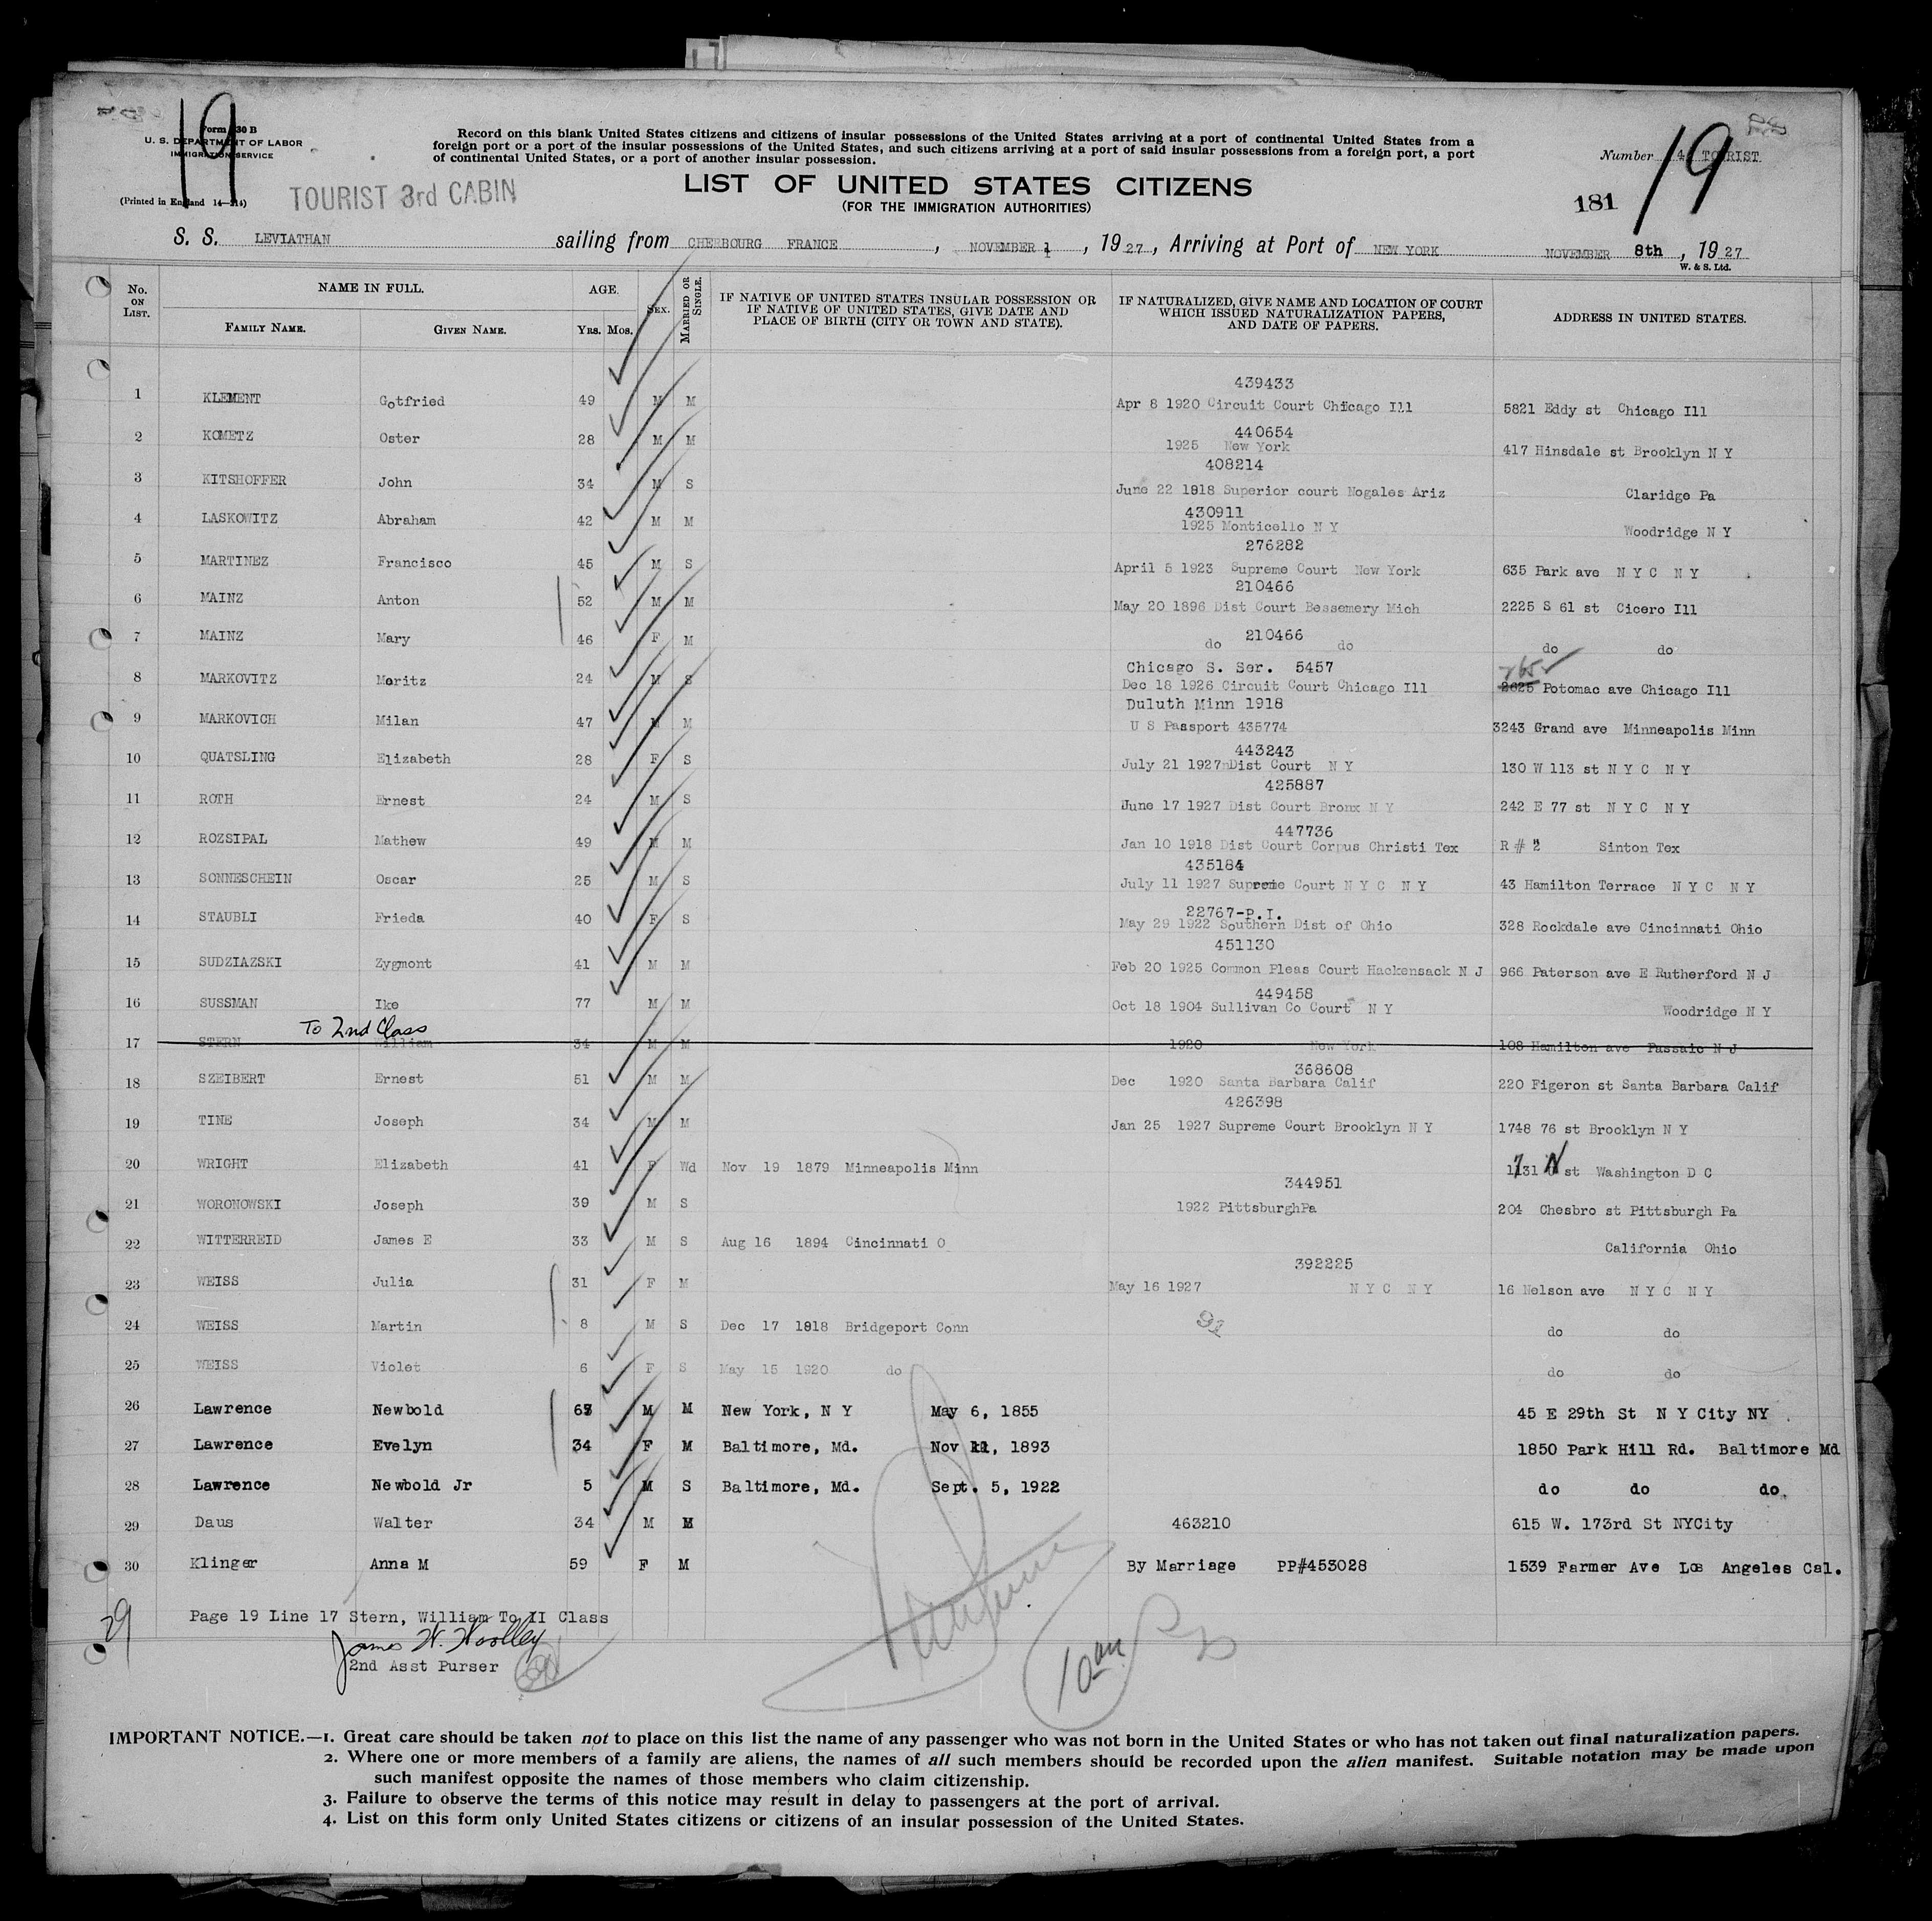 19
Form 630 B
U. S. DEPARTMENT OF LABOR
IMMIGRATION SERVICE
(Printed in England 14—214)
TOURIST 3rd CABIN
Record on this blank United States citizens and citizens of insular possessions of the United States arriving at a port of continental United States from a
foreign port or a port of the insular possessions of the United States, and such citizens arriving at a port of said insular possessions from a foreign port, a port
of continental United States, or a port of another insular possession.
LIST OF UNITED STATES CITIZENS
(FOR THE IMMIGRATION AUTHORITIES)
Number 4 TOURIST
181 19
S. S. LEVIATHAN sailing from CHERBOURG FRANCE, NOVEMBER 1, 1927, Arriving at Port of NEW YORK NOVEMBER 8th, 1927
W. & S. Ltd.
No. ON LIST. NAME IN FULL. FAMILY NAME. GIVEN NAME. AGE. YRS. MOS. SEX. MARRIED OR SINGLE. IF NATIVE OF UNITED STATES INSULAR POSSESSION OR IF NATIVE OF UNITED STATES, GIVE DATE AND PLACE OF BIRTH (CITY OR TOWN AND STATE). IF NATURALIZED, GIVE NAME AND LOCATION OF COURT WHICH ISSUED NATURALIZATION PAPERS, AND DATE OF PAPERS. ADDRESS IN UNITED STATES.
439433
1 KLEMENT Gotfried 49 M M Apr 8 1920 Circuit Court Chicago Ill 5821 Eddy st Chicago Ill
440654
2 KOMETZ Oster 28 M M 1925 New York 417 Hinsdale st Brooklyn N Y
408214
3 KITSHOFFER John 34 M S June 22 1918 Superior court Nogales Ariz Claridge Pa
430911
4 LASKOWITZ Abraham 42 M M 1925 Monticello N Y Woodridge N Y
276282
5 MARTINEZ Francisco 45 M S April 5 1923 Supreme Court New York 635 Park ave N Y C N Y
210466
6 MAINZ Anton 52 M M May 20 1896 Dist Court Bessemery Mich 2225 S 61 st Cicero Ill
7 MAINZ Mary 46 F M do 210466 do do do
Chicago S. Ser. 5457
8 MARKOVITZ Moritz 24 M S Dec 18 1926 Circuit Court Chicago Ill 2625 Potomac ave Chicago Ill
Duluth Minn 1918
9 MARKOVICH Milan 47 M M U S Passport 435774 3243 Grand ave Minneapolis Minn
443243
10 QUATSLING Elizabeth 28 F S July 21 1927 Dist Court N Y 130 W 113 st N Y C N Y
425887
11 ROTH Ernest 24 M S June 17 1927 Dist Court Bronx N Y 242 E 77 st N Y C N Y
447736
12 ROZSIPAL Mathew 49 M M Jan 10 1918 Dist Court Corpus Christi Tex R # 2 Sinton Tex
435184
13 SONNESCHEIN Oscar 25 M S July 11 1927 Supreme Court N Y C N Y 43 Hamilton Terrace N Y C N Y
22767-P.I.
14 STAUBLI Frieda 40 F S May 29 1922 Southern Dist of Ohio 328 Rockdale ave Cincinnati Ohio
451130
15 SUDZIAZSKI Zygmont 41 M M Feb 20 1925 Common Pleas Court Hackensack N J 966 Paterson ave E Rutherford N J
449458
16 SUSSMAN Ike 77 M M Oct 18 1904 Sullivan Co Court N Y Woodridge N Y
To 2nd Class
17 STERN William 34 M M 1920 New York 108 Hamilton ave Passaic N J
368608
18 SZEIBERT Ernest 51 M M Dec 1920 Santa Barbara Calif 220 Figeron st Santa Barbara Calif
426398
19 TINE Joseph 34 M M Jan 25 1927 Supreme Court Brooklyn N Y 1748 76 st Brooklyn N Y
20 WRIGHT Elizabeth 41 F Wd Nov 19 1879 Minneapolis Minn 1731 N st Washington D C
344951
21 WORONOWSKI Joseph 39 M S 1922 PittsburghPa 204 Chesbro st Pittsburgh Pa
22 WITTERREID James E 33 M S Aug 16 1894 Cincinnati O California Ohio
392225
23 WEISS Julia 31 F M May 16 1927 N Y C N Y 16 Nelson ave N Y C N Y
24 WEISS Martin 8 M S Dec 17 1918 Bridgeport Conn do do
25 WEISS Violet 6 F S May 15 1920 do do do
26 Lawrence Newbold M M New York, N Y May 6, 1855 45 E 29th St N Y City NY
27 Lawrence Evelyn 34 F M Baltimore, Md. Nov 1893 1850 Park Hill Rd. Baltimore Md
28 Lawrence Newbold Jr 5 M S Baltimore, Md. Sept. 5, 1922 do do do.
29 Daus Walter 34 M M 463210 615 W. 173rd St NYCity
30 Klinger Anna M 59 F M By Marriage PP#453028 1539 Farmer Ave Los Angeles Cal.
29
Page 19 Line 17 Stern, William To II Class
James W. Woolley
2nd Asst Purser
10 am
IMPORTANT NOTICE.—1. Great care should be taken not to place on this list the name of any passenger who was not born in the United States or who has not taken out final naturalization papers.
2. Where one or more members of a family are aliens, the names of all such members should be recorded upon the alien manifest. Suitable notation may be made upon
such manifest opposite the names of those members who claim citizenship.
3. Failure to observe the terms of this notice may result in delay to passengers at the port of arrival.
4. List on this form only United States citizens or citizens of an insular possession of the United States.